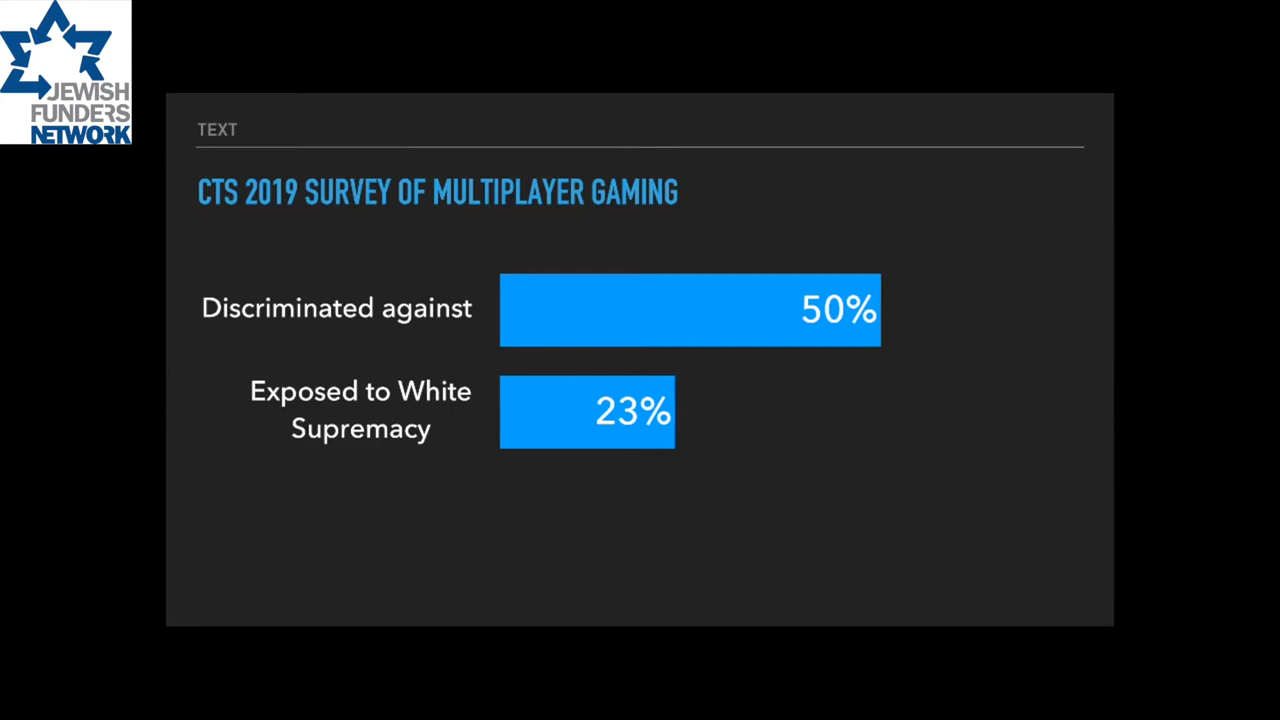 JEWISH
FUNDERS
NETWORK
TEXT
CTS 2019 SURVEY OF MULTIPLAYER GAMING
Discriminated against
50%
Exposed to White
Supremacy
23%